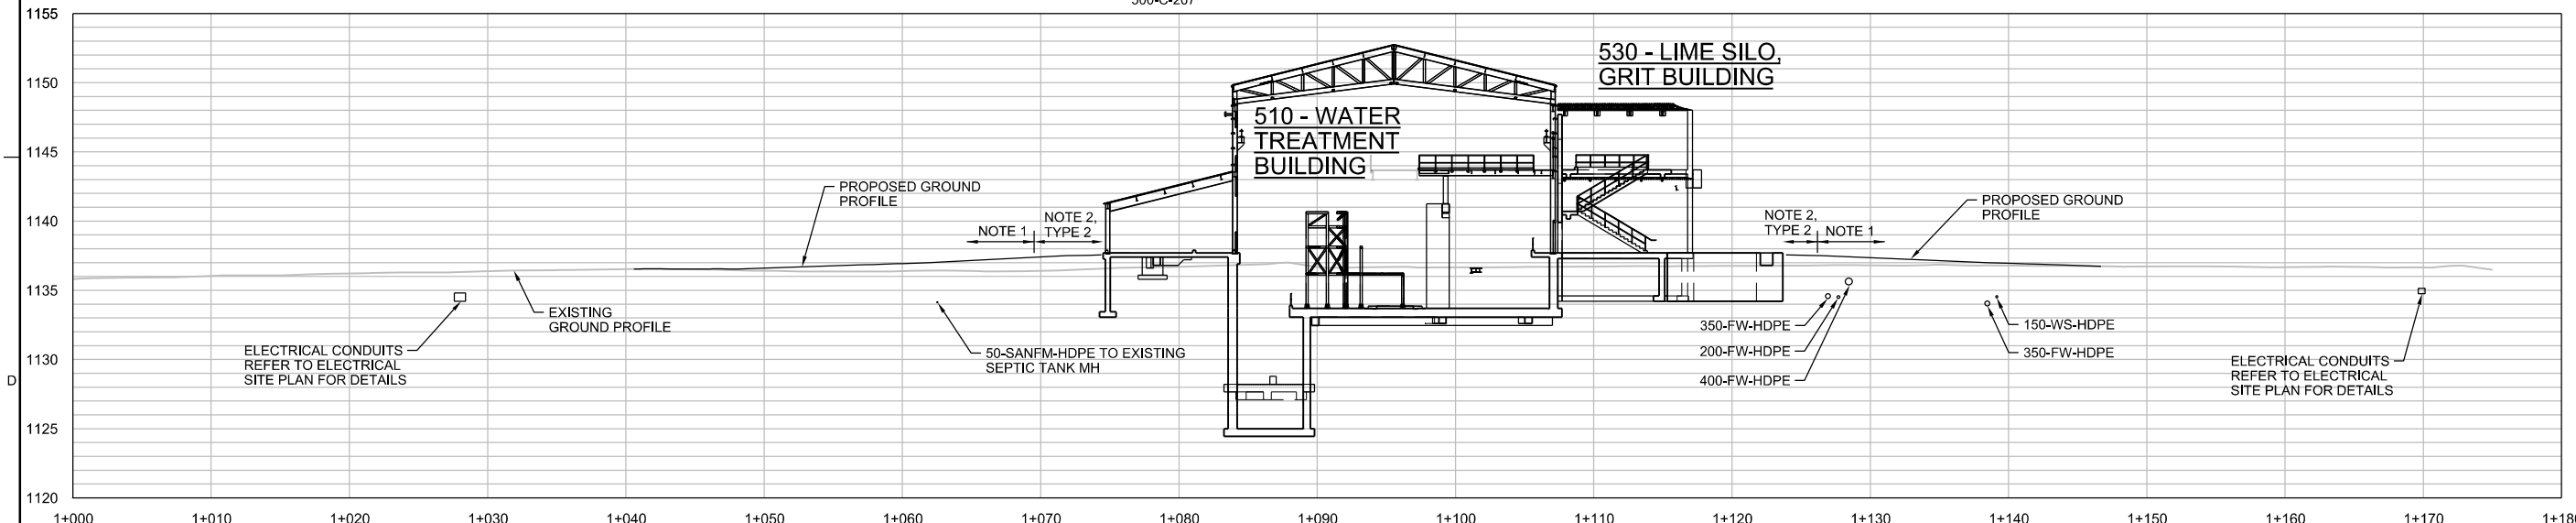 500-C-207
1155
1150
1145
1140
1135
1130
1125
1120
530 - LIME SILO,
GRIT BUILDING
510 - WATER
TREATMENT
BUILDING
PROPOSED GROUND
PROFILE
NOTE 1
NOTE 2,
TYPE 2
NOTE 2,
TYPE 2
NOTE 1
PROPOSED GROUND
PROFILE
EXISTING
GROUND PROFILE
ELECTRICAL CONDUITS
REFER TO ELECTRICAL
SITE PLAN FOR DETAILS
50-SANFM-HDPE TO EXISTING
SEPTIC TANK MH
350-FW-HDPE
200-FW-HDPE
400-FW-HDPE
150-WS-HDPE
350-FW-HDPE
ELECTRICAL CONDUITS
REFER TO ELECTRICAL
SITE PLAN FOR DETAILS
D
1+000 1+010 1+020 1+030 1+040 1+050 1+060 1+070 1+080 1+090 1+100 1+110 1+120 1+130 1+140 1+150 1+160 1+170 1+180